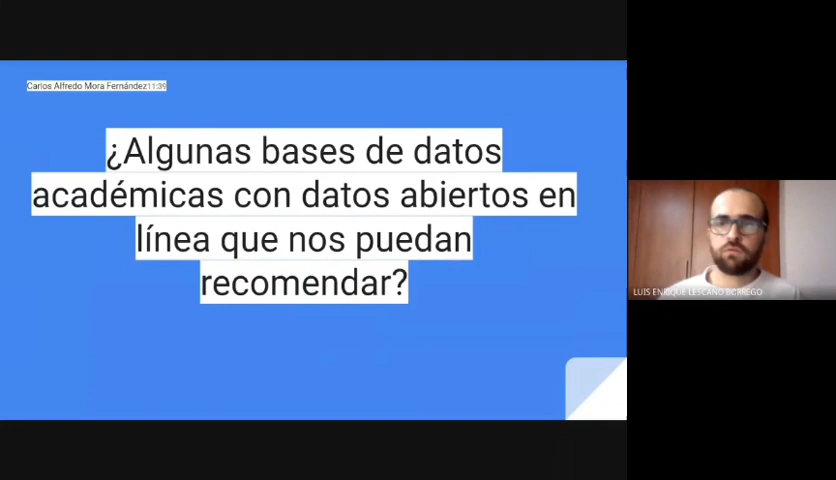 Carlos Alfredo Mora Fernández11:39
¿Algunas bases de datos
académicas con datos abiertos en
línea que nos puedan
recomendar?
LUIS ENRIQUE LESCANO BORREGO